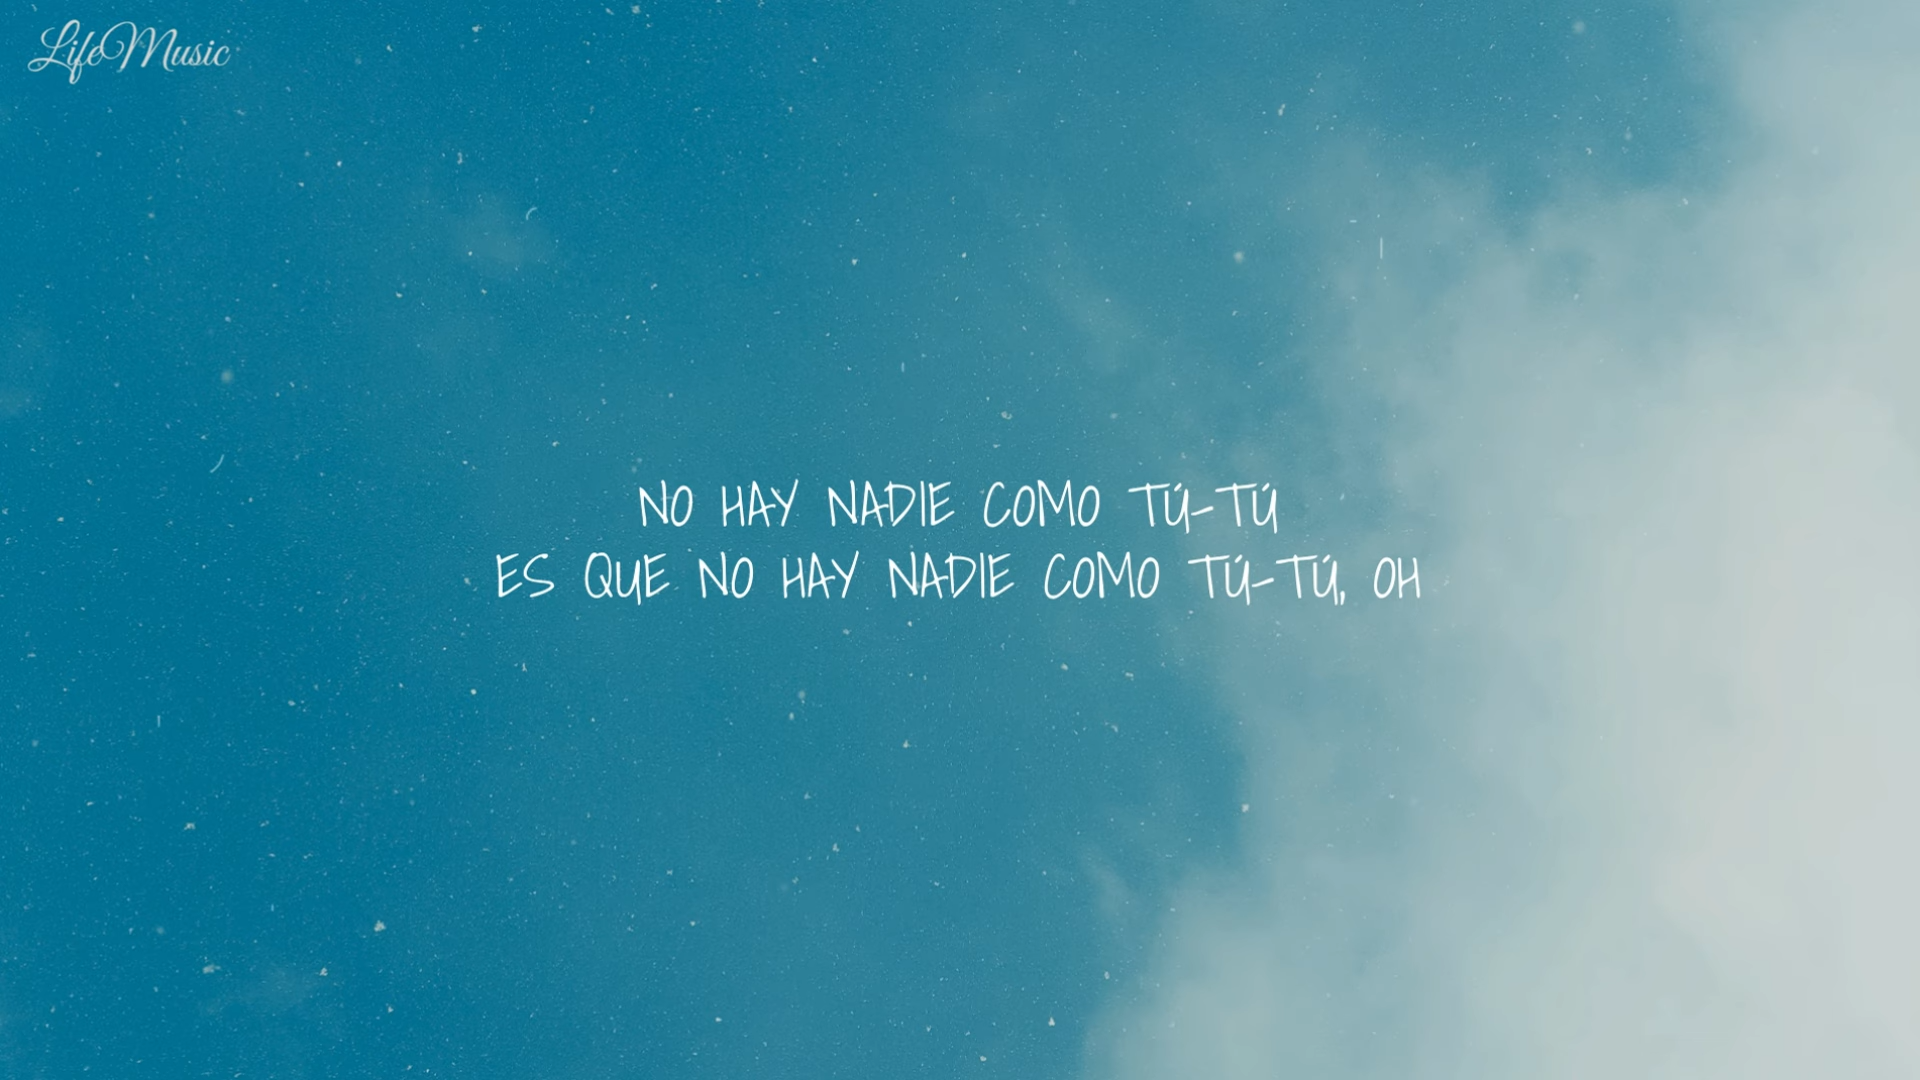 LifeMusic
NO HAY NADIE COMO TÚ-TÚ
ES QUE NO HAY NADIE COMO TÚ-TÚ, OH